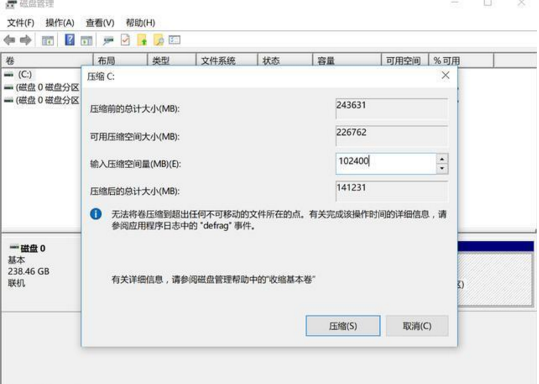 磁盘管理
文件(F) 操作(A) 查看(V) 帮助(H)
卷 布局 类型 文件系统 状态 容量 可用空间 % 可用
(C:)
(磁盘 0 磁盘分区
(磁盘 0 磁盘分区
压缩 C:
压缩前的总计大小(MB): 243631
可用压缩空间大小(MB): 226762
输入压缩空间量(MB)(E): 102400
压缩后的总计大小(MB): 141231
无法将卷压缩到超出任何不可移动的文件所在的点。有关完成该操作时间的详细信息，请
参阅应用程序日志中的 "defrag" 事件。
磁盘 0
基本
238.46 GB
联机
有关详细信息，请参阅磁盘管理帮助中的"收缩基本卷"
压缩(S) 取消(C)